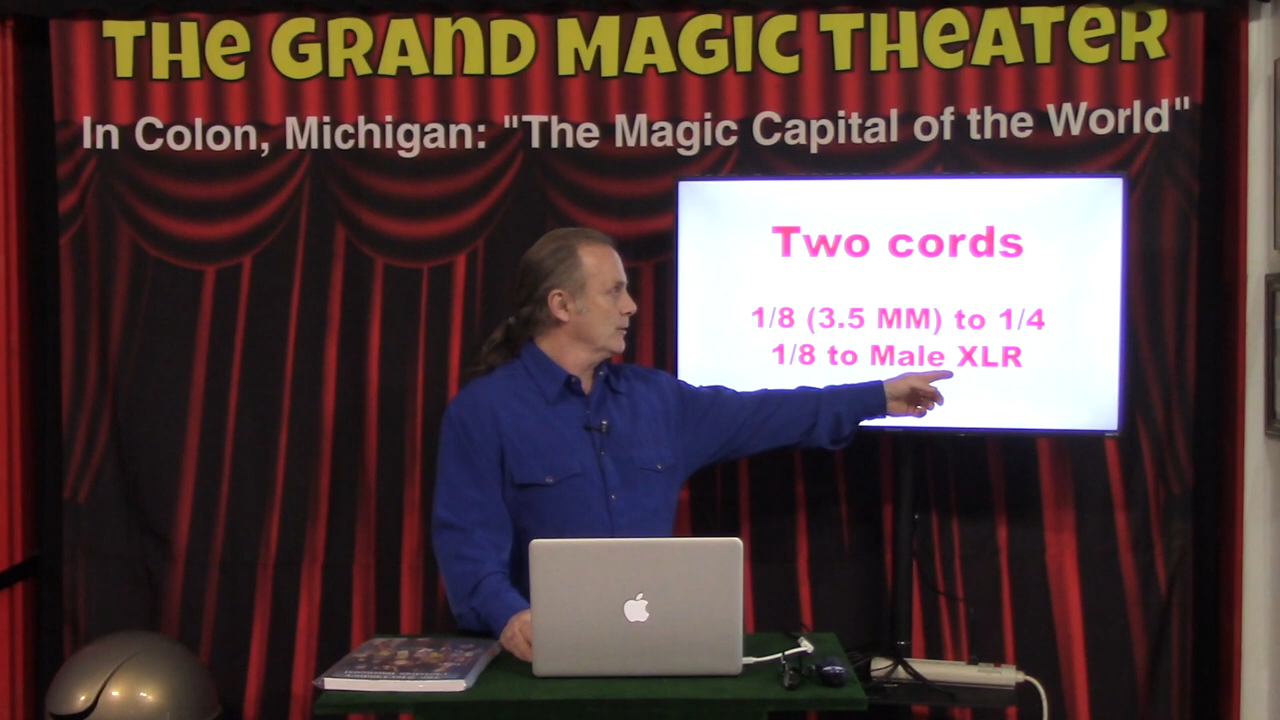 THE GRAND MAGIC THEATER
In Colon, Michigan: "The Magic Capital of the World"
Two cords
1/8 (3.5 MM) to 1/4
1/8 to Male XLR